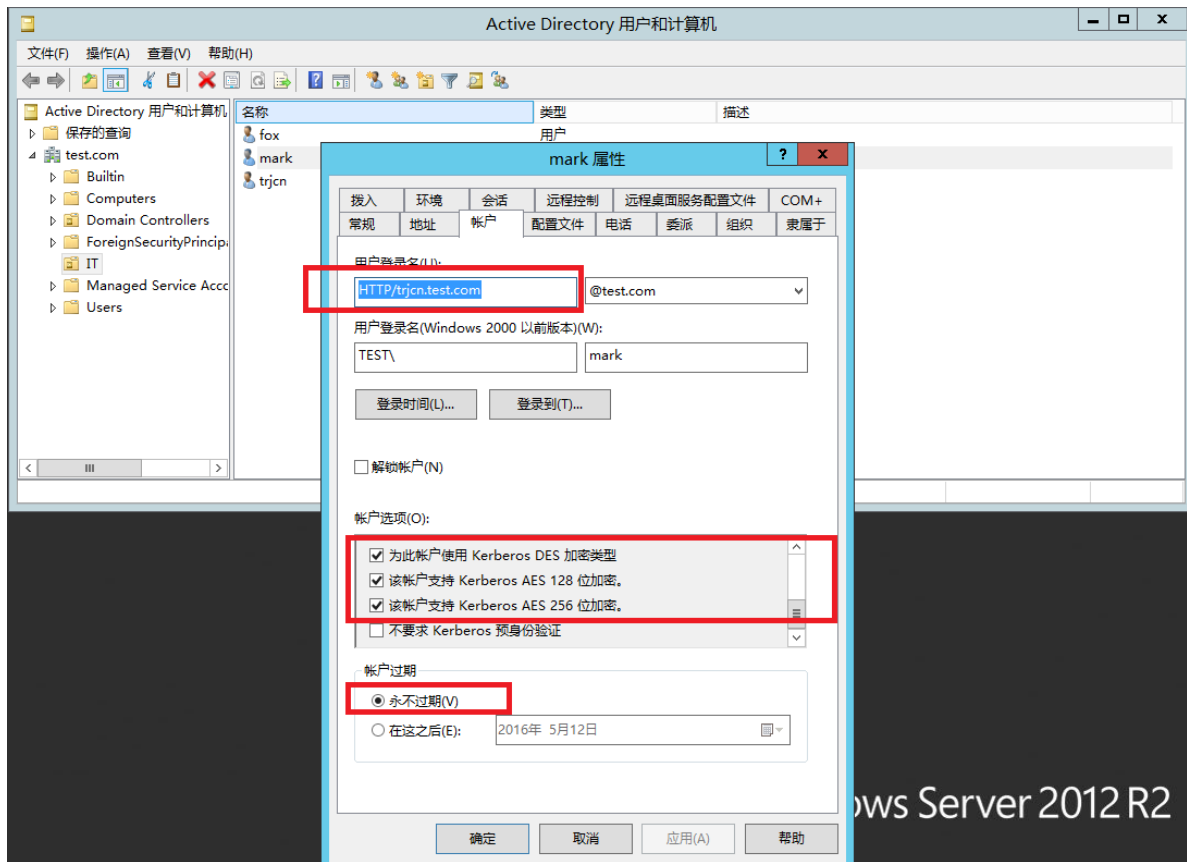 Active Directory 用户和计算机
文件(F) 操作(A) 查看(V) 帮助(H)
Active Directory 用户和计算机
保存的查询
test.com
Builtin
Computers
Domain Controllers
ForeignSecurityPrincip
IT
Managed Service Acc
Users
名称 类型 描述
fox 用户
mark
trjcn
mark 属性
拨入 环境 会话 远程控制 远程桌面服务配置文件 COM+
常规 地址 帐户 配置文件 电话 委派 组织 隶属于
用户登录名(U):
HTTP/trjcn.test.com @test.com
用户登录名(Windows 2000 以前版本)(W):
TEST\ mark
登录时间(L)... 登录到(T)...
解锁帐户(N)
帐户选项(O):
为此帐户使用 Kerberos DES 加密类型
该帐户支持 Kerberos AES 128 位加密。
该帐户支持 Kerberos AES 256 位加密。
不要求 Kerberos 预身份验证
帐户过期
永不过期(V)
在这之后(E): 2016年 5月12日
确定 取消 应用(A) 帮助
ows Server 2012 R2